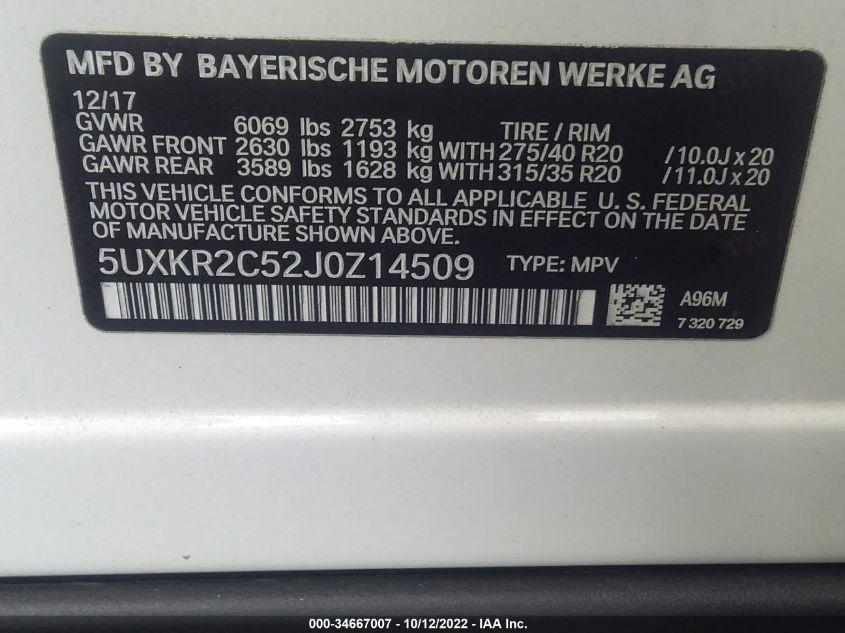 MFD BY BAYERISCHE MOTOREN WERKE AG
12/17
GVWR 6069 lbs 2753 kg TIRE / RIM
GAWR FRONT 2630 lbs 1193 kg WITH 275/40 R20 /10.0J x 20
GAWR REAR 3589 lbs 1628 kg WITH 315/35 R20 /11.0J x 20
THIS VEHICLE CONFORMS TO ALL APPLICABLE U. S. FEDERAL
MOTOR VEHICLE SAFETY STANDARDS IN EFFECT ON THE DATE
OF MANUFACTURE SHOWN ABOVE.
5UXKR2C52J0Z14509 TYPE: MPV
A96M
7 320 729
000-34667007 - 10/12/2022 - IAA Inc.